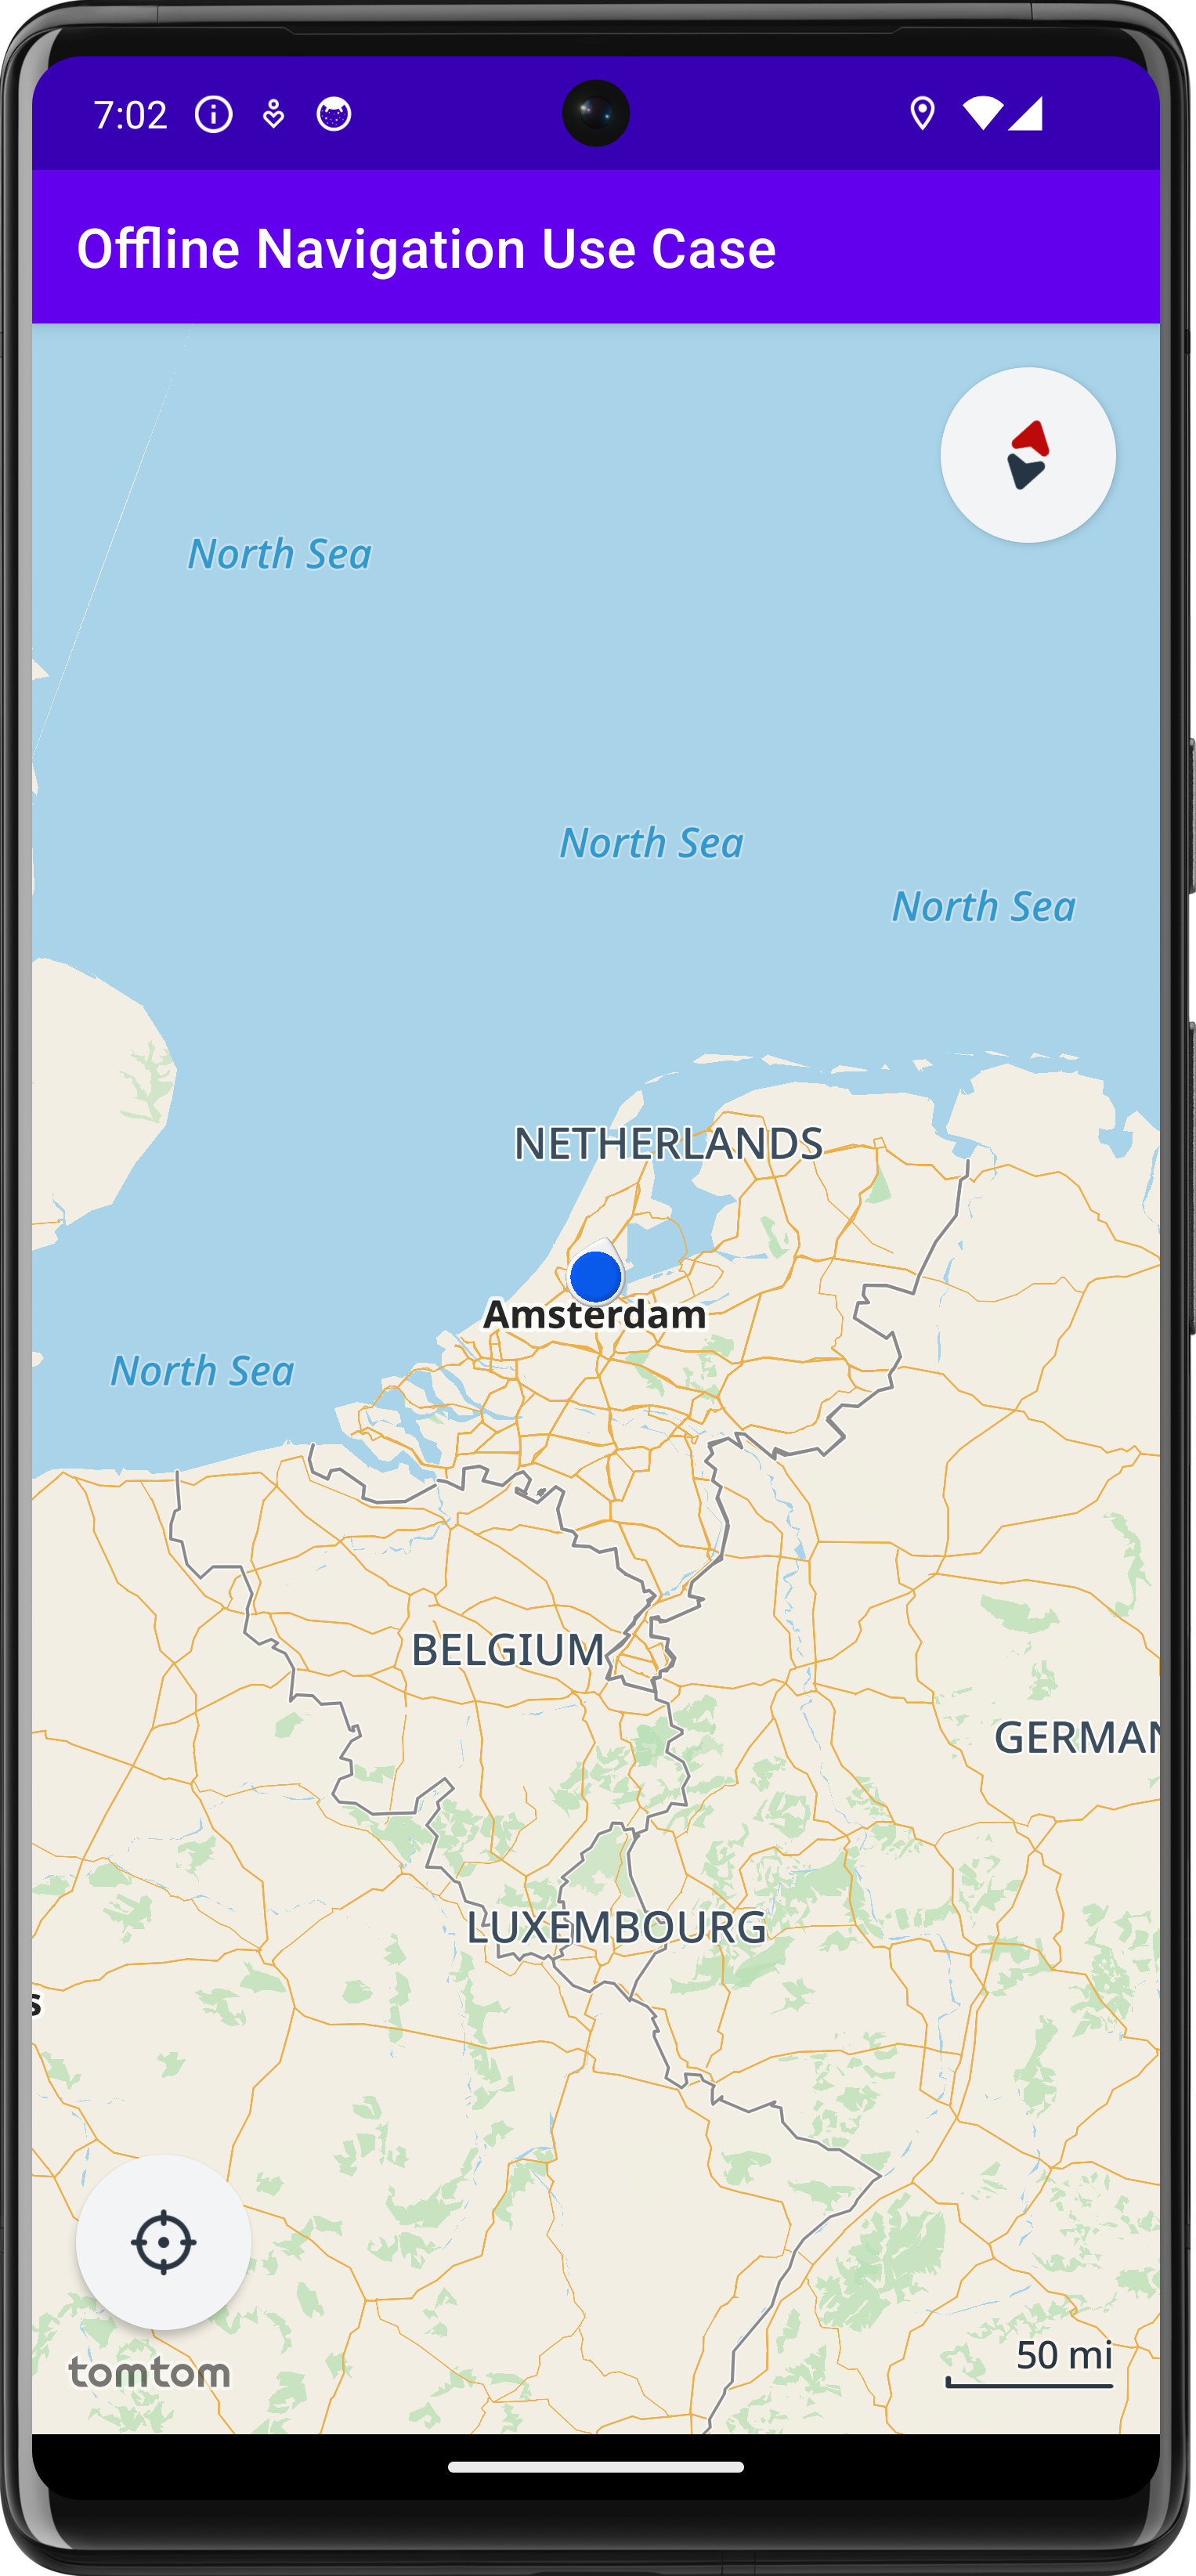 7:02
Offline Navigation Use Case
North Sea
North Sea
North Sea
NETHERLANDS
Amsterdam
North Sea
BELGIUM
GERMAN
LUXEMBOURG
s
50 mi
tomtom